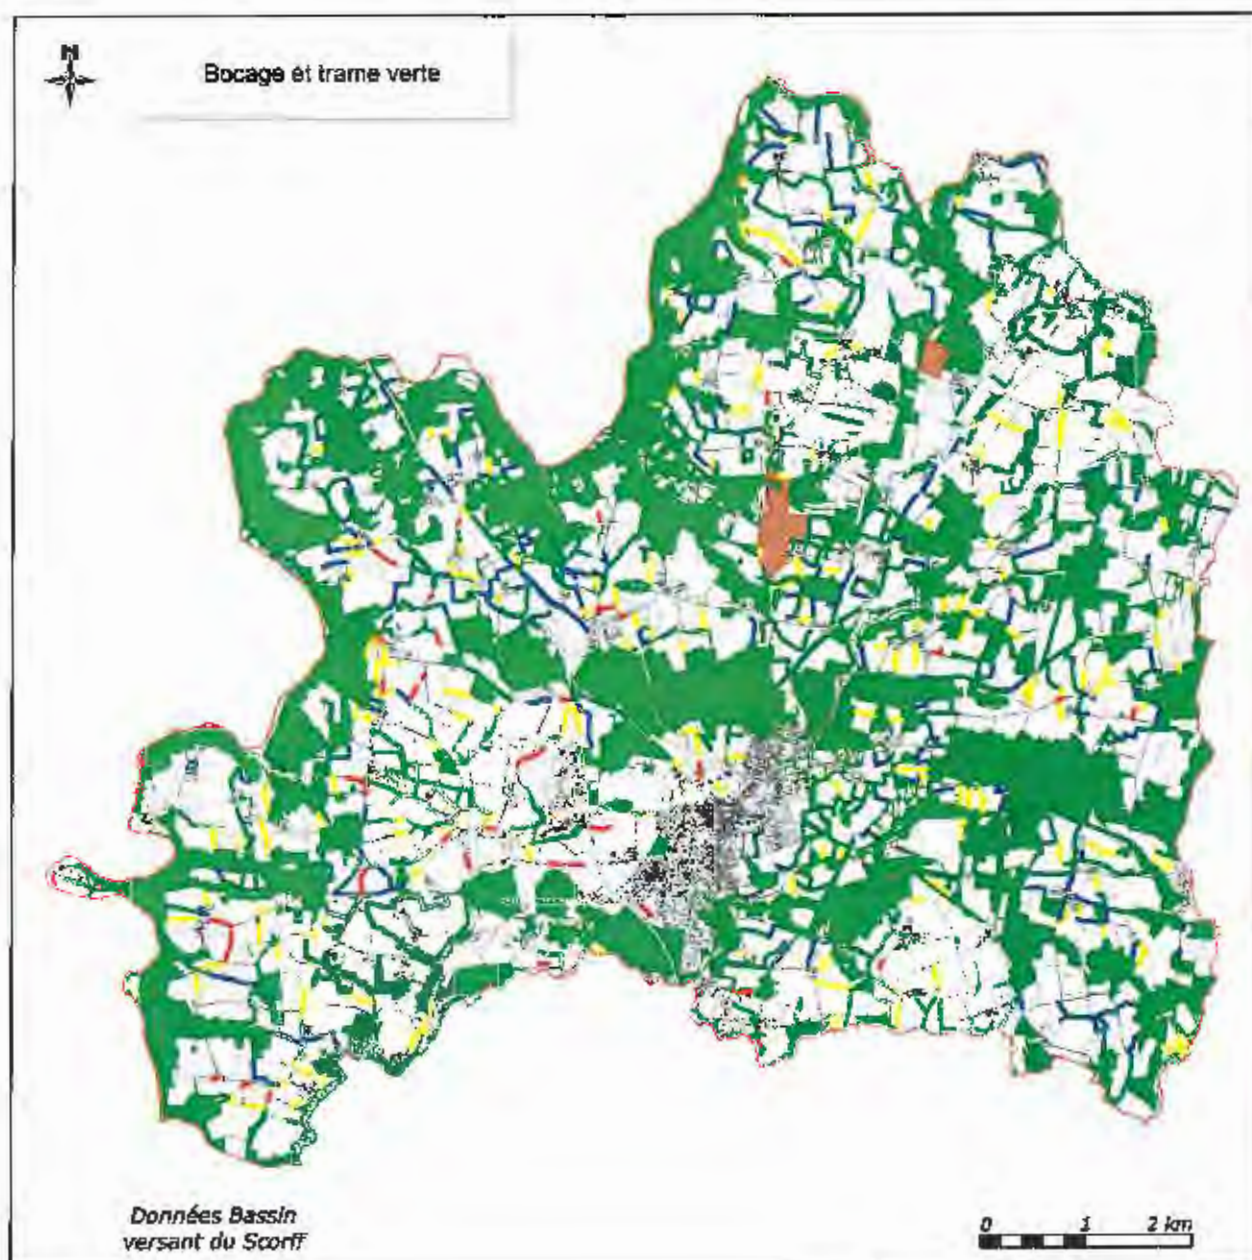 N
Bocage et trame verte
Données Bassin
versant du Scorff
0 1 2 km